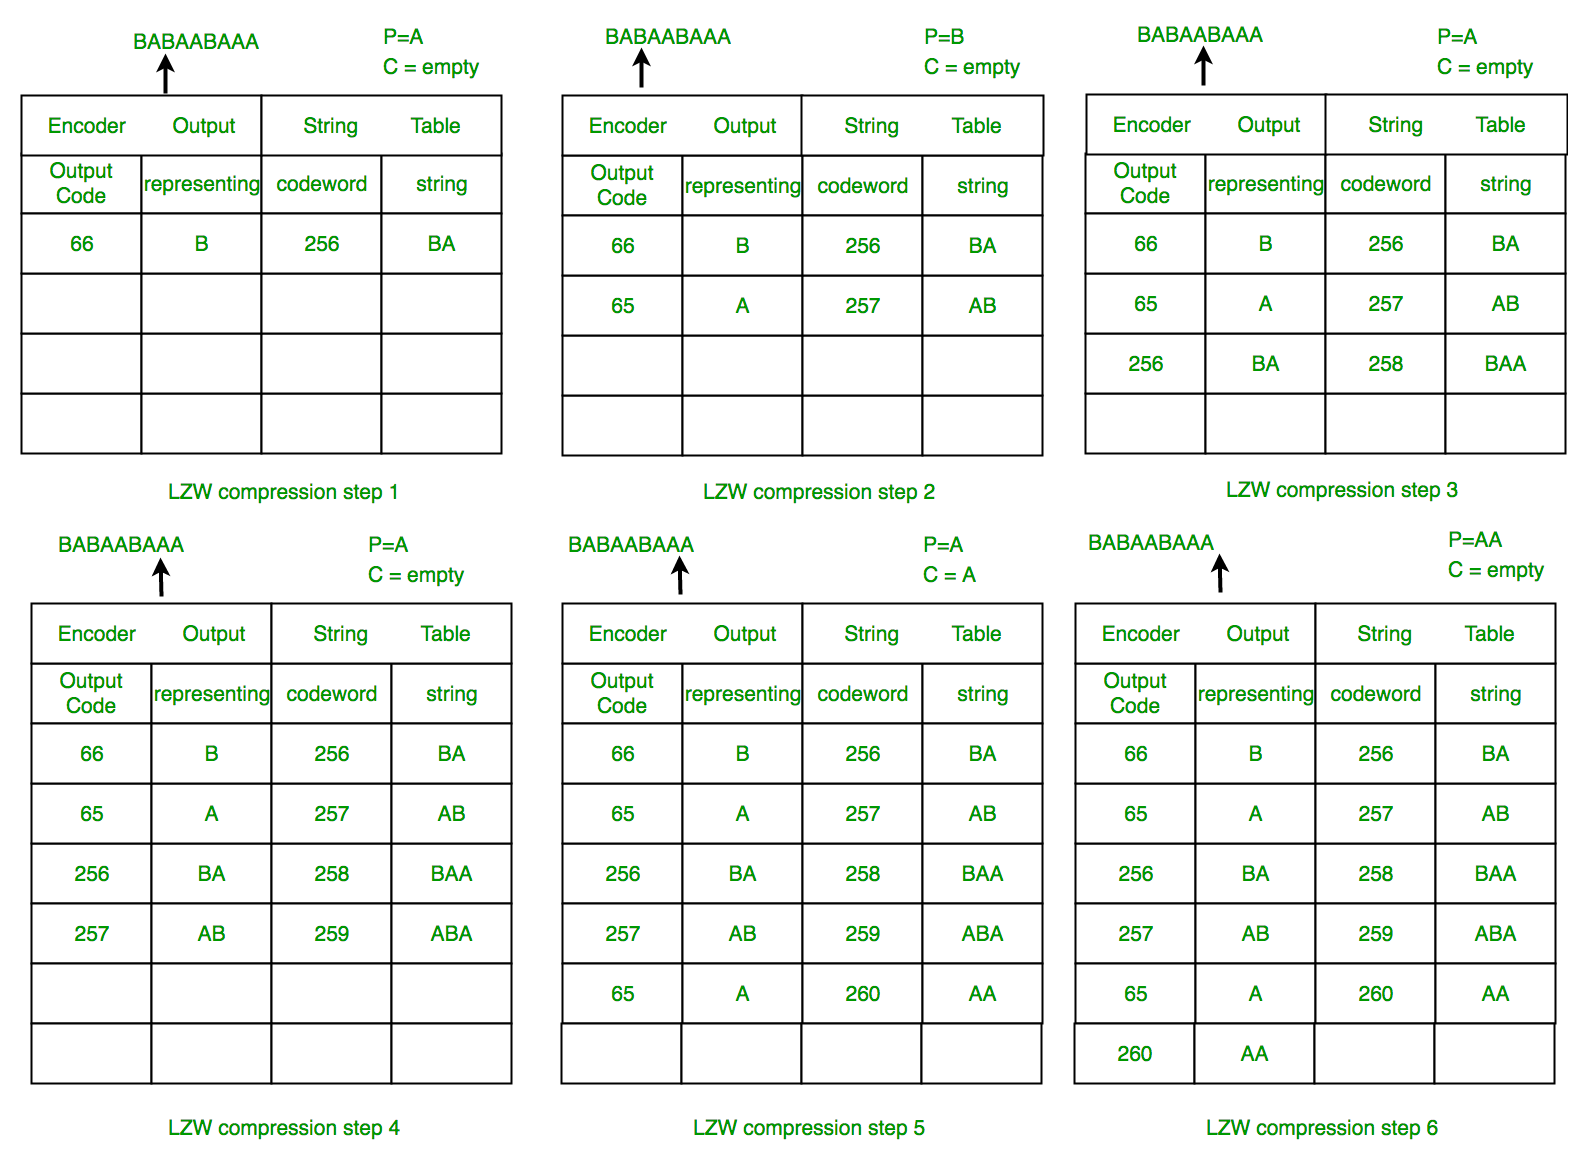 BABAABAAA P=A
C = empty
Encoder Output String Table
Output Code representing codeword string
66 B 256 BA
LZW compression step 1
BABAABAAA P=B
C = empty
Encoder Output String Table
Output Code representing codeword string
66 B 256 BA
65 A 257 AB
LZW compression step 2
BABAABAAA P=A
C = empty
Encoder Output String Table
Output Code representing codeword string
66 B 256 BA
65 A 257 AB
256 BA 258 BAA
LZW compression step 3
BABAABAAA P=A
C = empty
Encoder Output String Table
Output Code representing codeword string
66 B 256 BA
65 A 257 AB
256 BA 258 BAA
257 AB 259 ABA
LZW compression step 4
BABAABAAA P=A
C = A
Encoder Output String Table
Output Code representing codeword string
66 B 256 BA
65 A 257 AB
256 BA 258 BAA
257 AB 259 ABA
65 A 260 AA
LZW compression step 5
BABAABAAA P=AA
C = empty
Encoder Output String Table
Output Code representing codeword string
66 B 256 BA
65 A 257 AB
256 BA 258 BAA
257 AB 259 ABA
65 A 260 AA
260 AA
LZW compression step 6